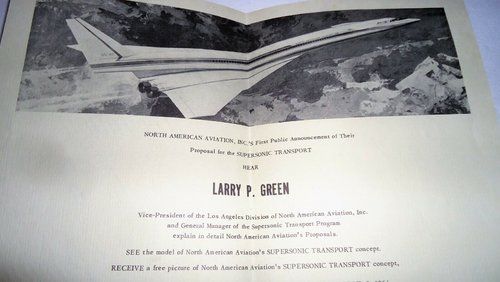 NORTH AMERICAN AVIATION, INC.'S First Public Announcement of Their
Proposal for the SUPERSONIC TRANSPORT
HEAR
LARRY P. GREEN
Vice-President of the Los Angeles Division of North American Aviation, Inc.
and General Manager of the Supersonic Transport Program
explain in detail North American Aviation's Proposals.
SEE the model of North American Aviation's SUPERSONIC TRANSPORT concept.
RECEIVE a free picture of North American Aviation's SUPERSONIC TRANSPORT concept,